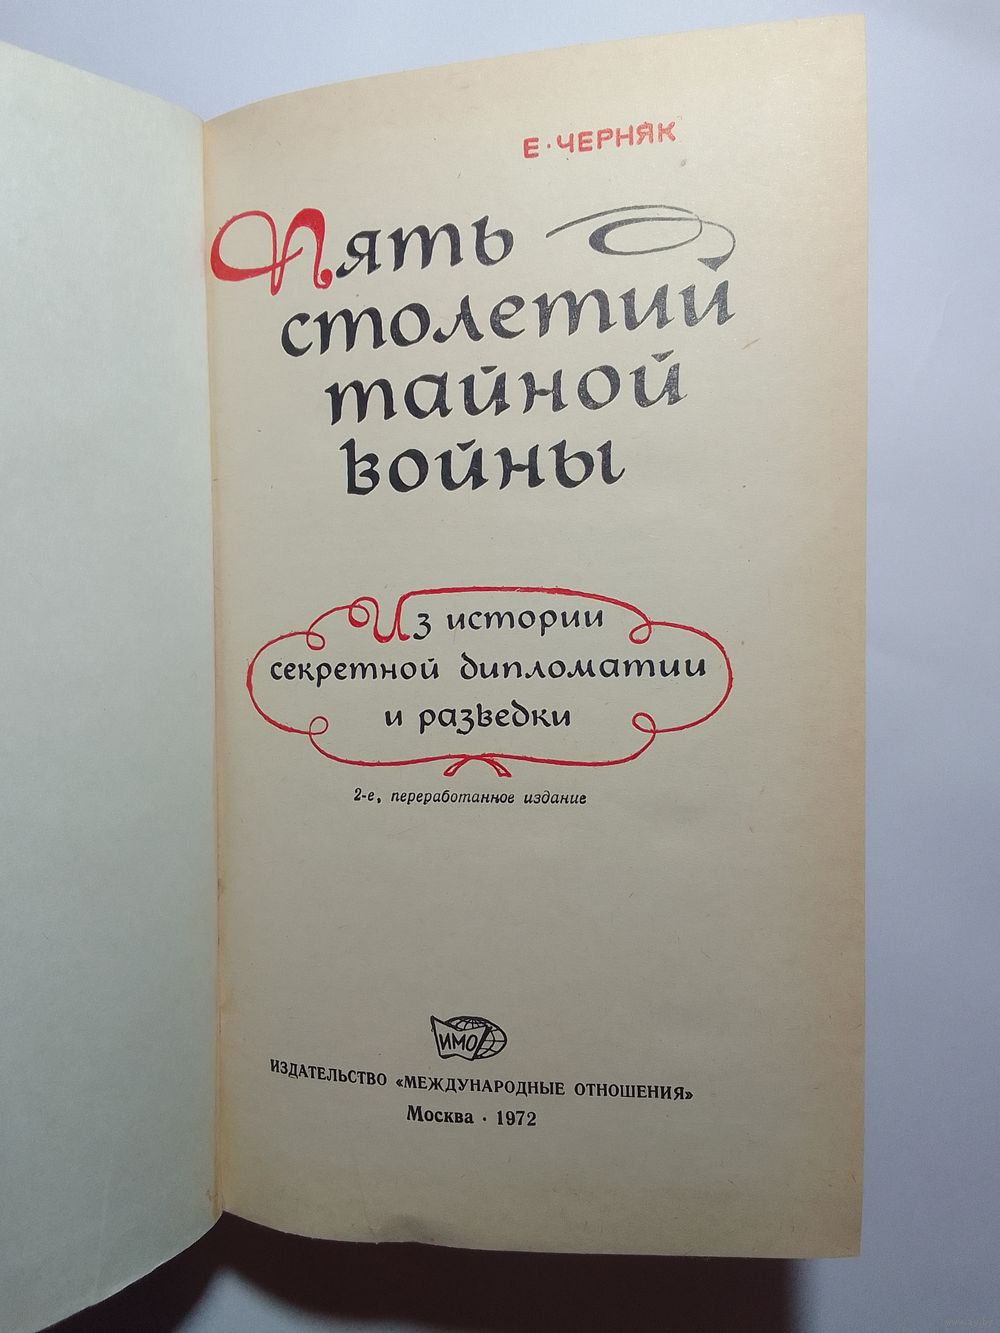 Е · ЧЕРНЯК
Пять
столетий
тайной
войны
Из истории
секретной дипломатии
и разведки
2-е, переработанное издание
ИМО
ИЗДАТЕЛЬСТВО «МЕЖДУНАРОДНЫЕ ОТНОШЕНИЯ»
Москва · 1972